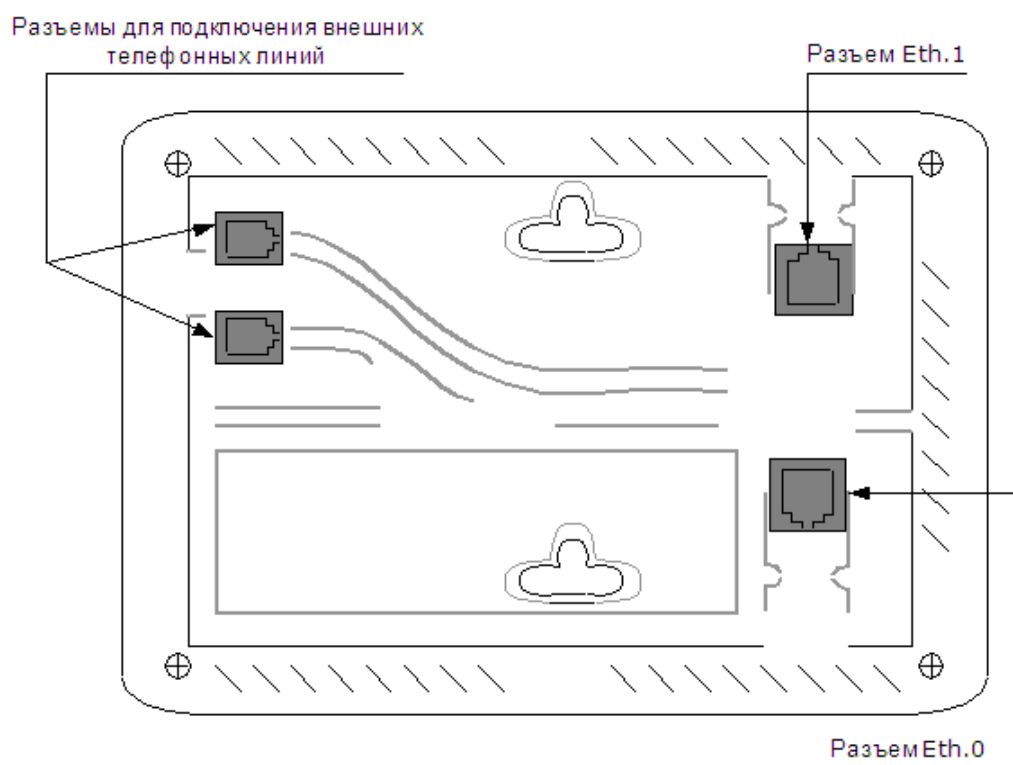 Разъемы для подключения внешних
телефонных линий
Разъем Eth.1
Разъем Eth.0